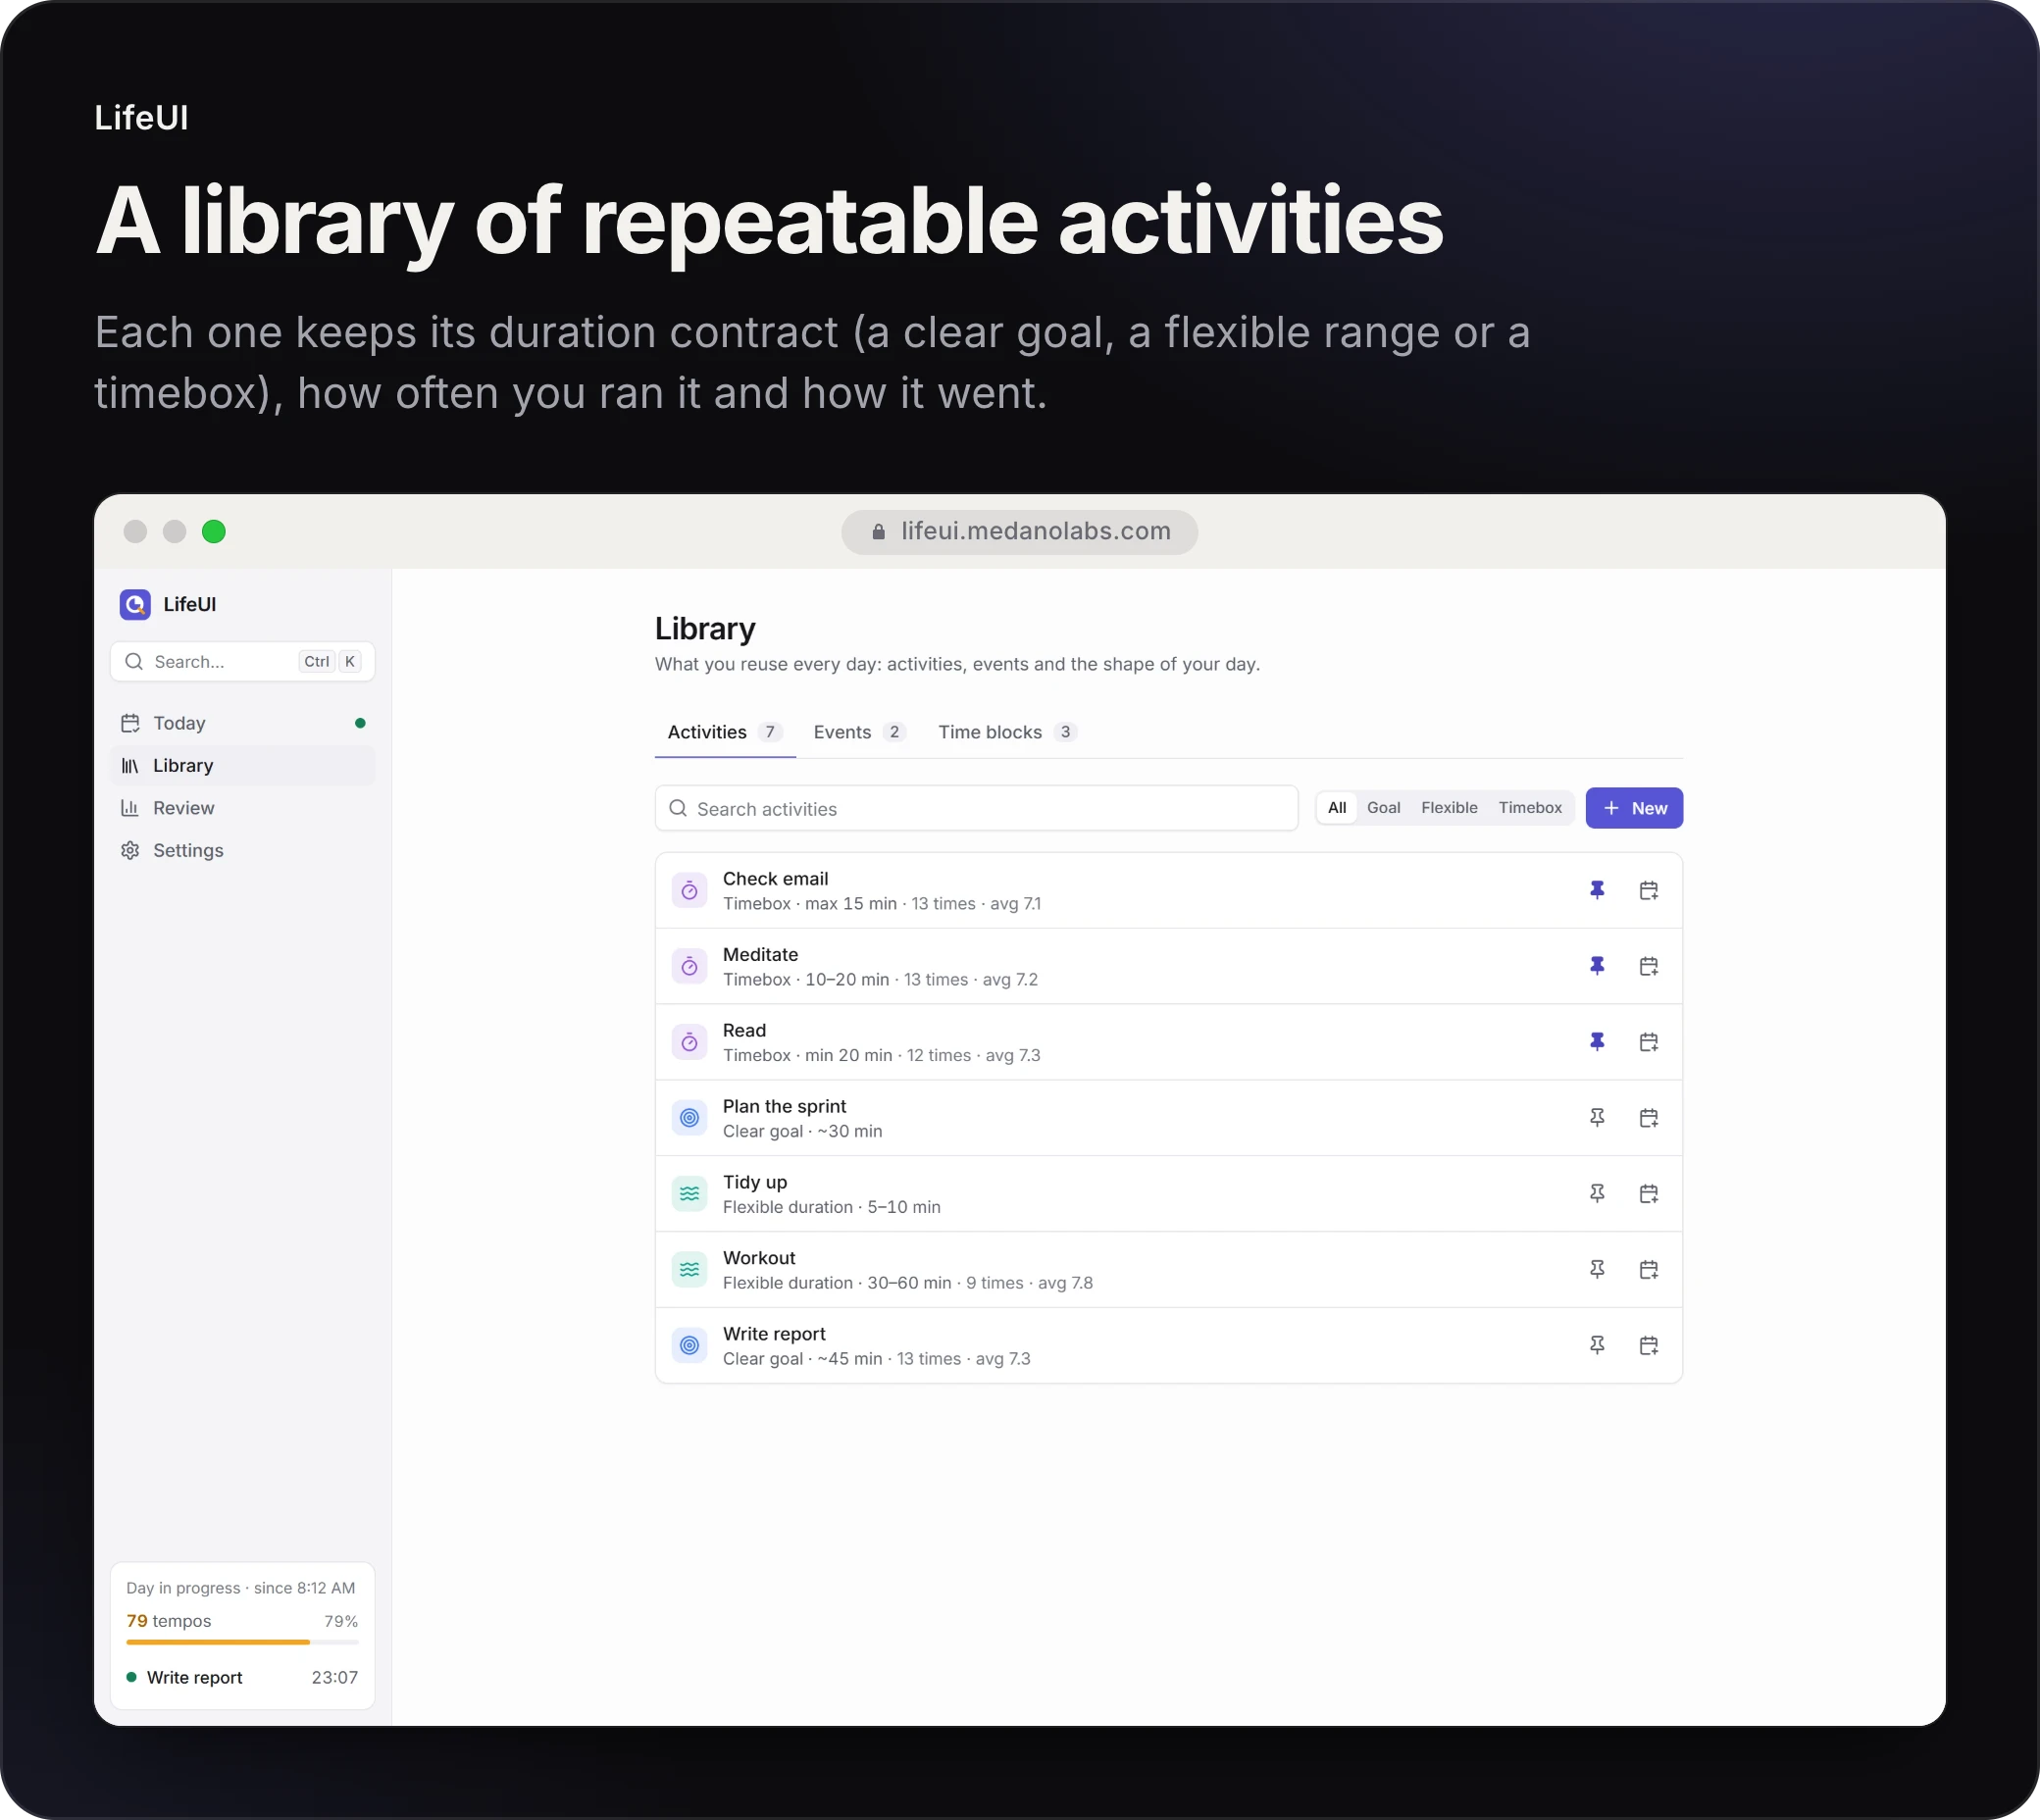 LifeUI
A library of repeatable activities
Each one keeps its duration contract (a clear goal, a flexible range or a
timebox), how often you ran it and how it went.
lifeui.medanolabs.com
LifeUI
Search... Ctrl K
Today
Library
Review
Settings
Day in progress · since 8:12 AM
79 tempos 79%
Write report 23:07
Library
What you reuse every day: activities, events and the shape of your day.
Activities 7 Events 2 Time blocks 3
Search activities All Goal Flexible Timebox + New
Check email
Timebox · max 15 min · 13 times · avg 7.1
Meditate
Timebox · 10–20 min · 13 times · avg 7.2
Read
Timebox · min 20 min · 12 times · avg 7.3
Plan the sprint
Clear goal · ~30 min
Tidy up
Flexible duration · 5–10 min
Workout
Flexible duration · 30–60 min · 9 times · avg 7.8
Write report
Clear goal · ~45 min · 13 times · avg 7.3